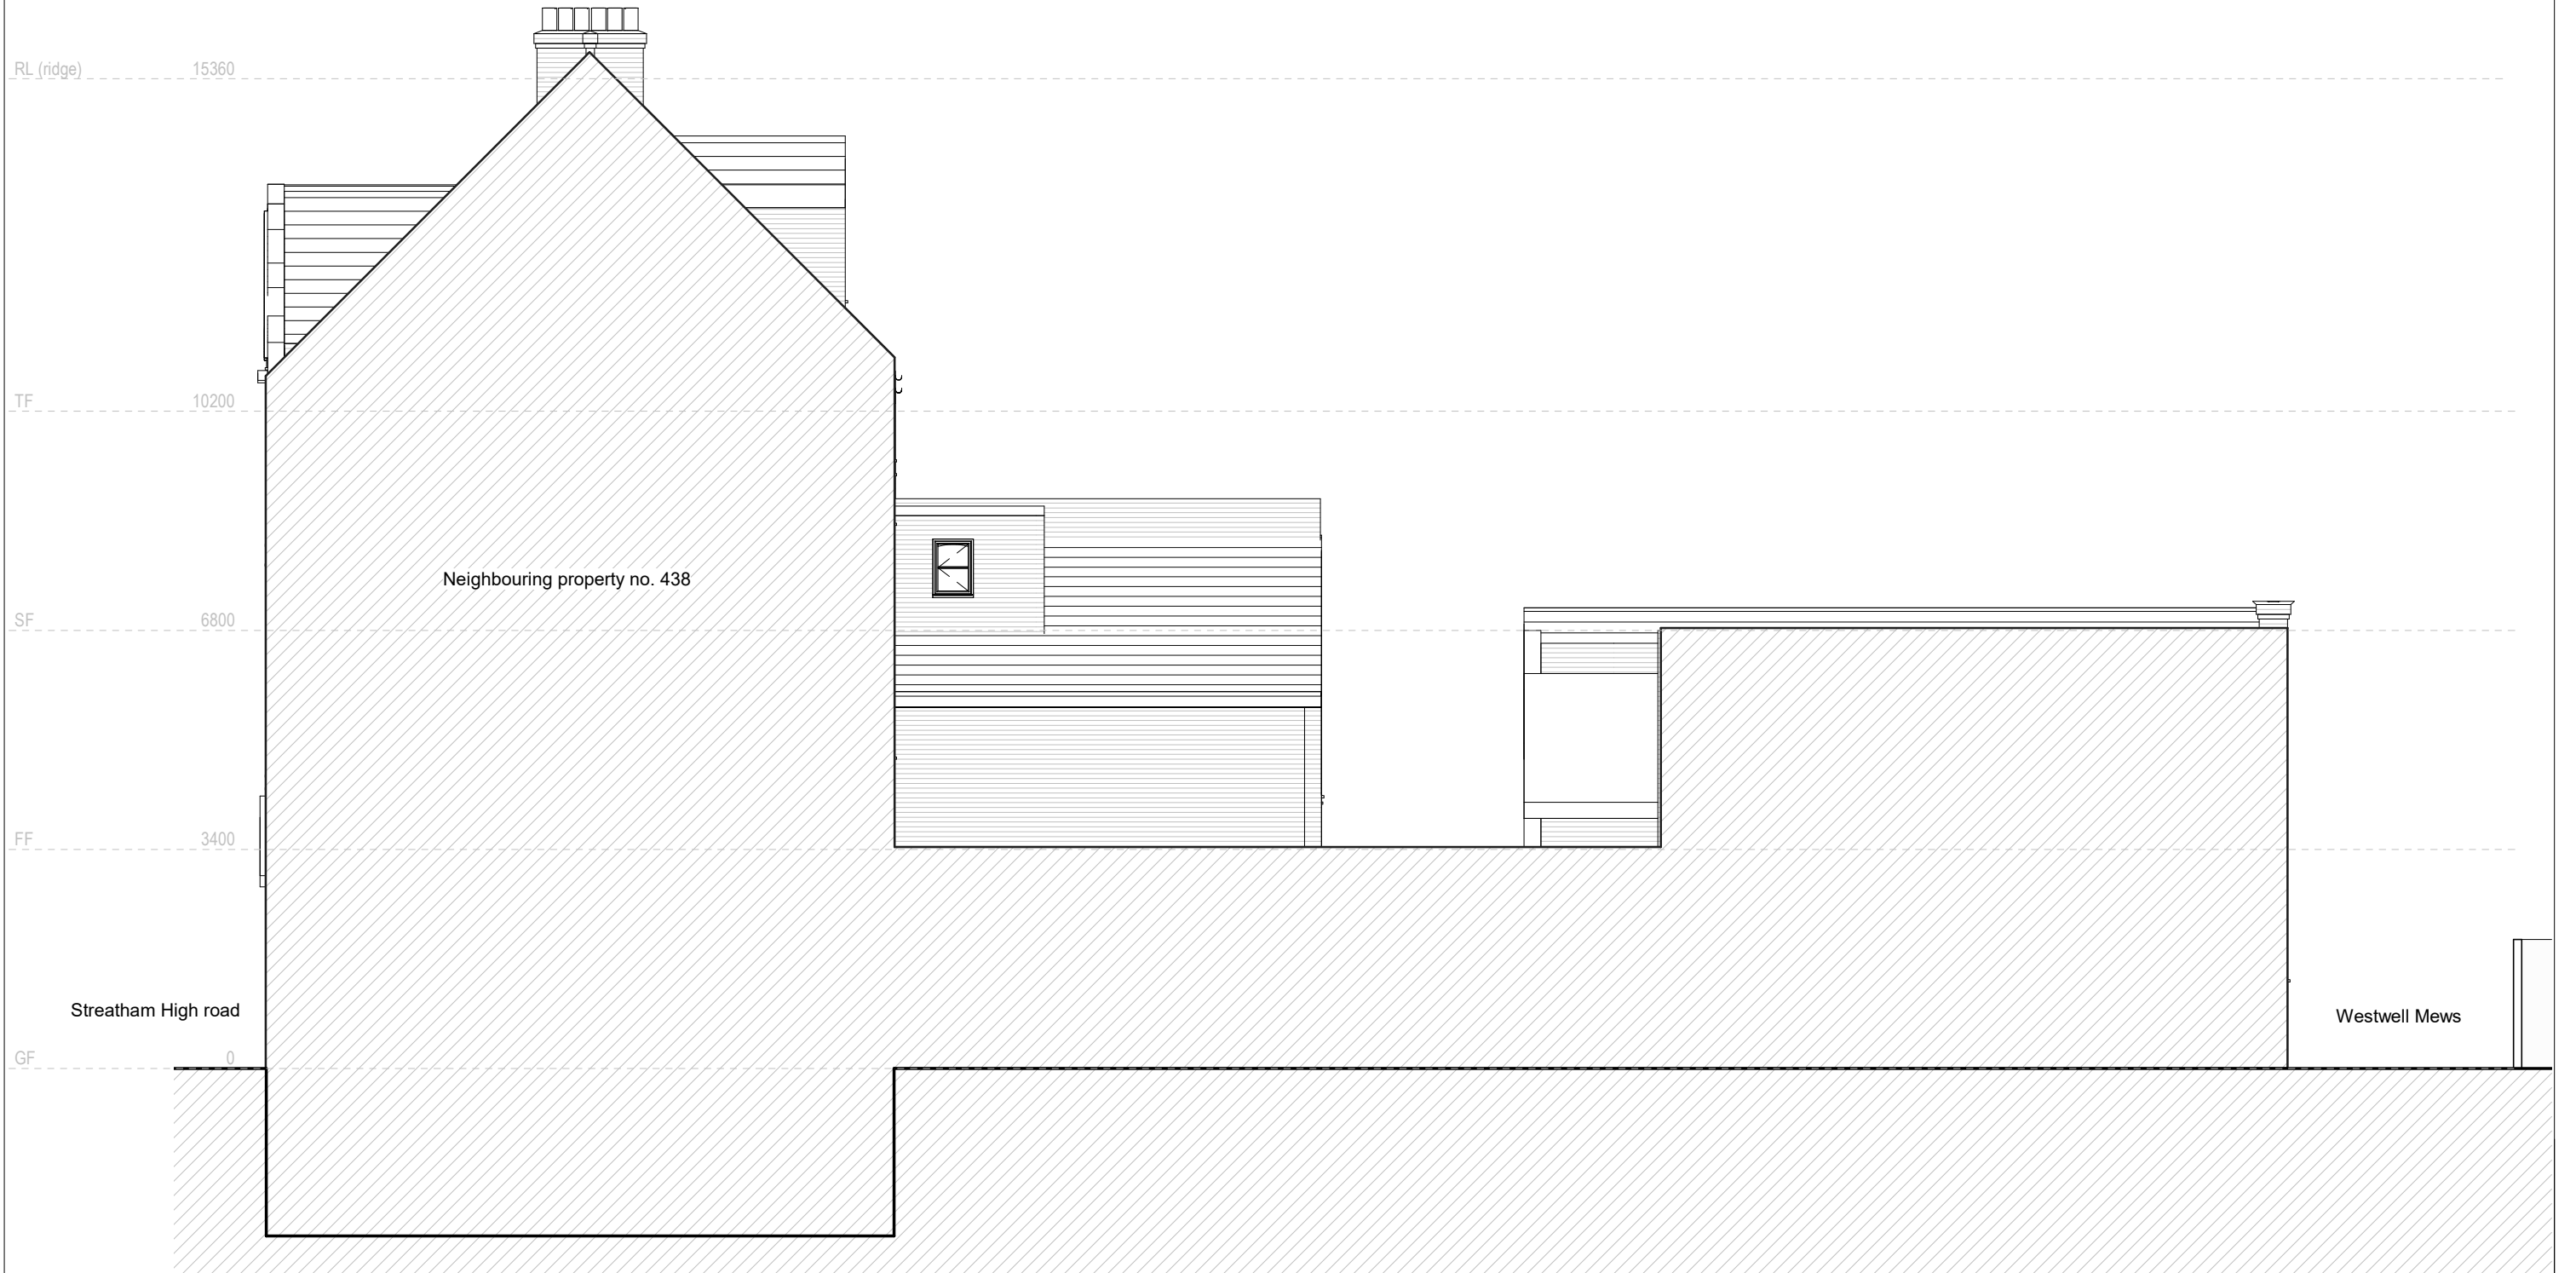 RL (ridge) 15360
TF 10200
Neighbouring property no. 438
SF 6800
FF 3400
Streatham High road
Westwell Mews
GF 0